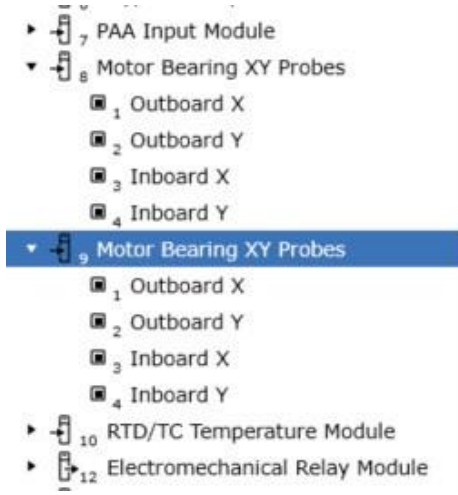 7 PAA Input Module
8 Motor Bearing XY Probes
1 Outboard X
2 Outboard Y
3 Inboard X
4 Inboard Y
9 Motor Bearing XY Probes
1 Outboard X
2 Outboard Y
3 Inboard X
4 Inboard Y
10 RTD/TC Temperature Module
12 Electromechanical Relay Module